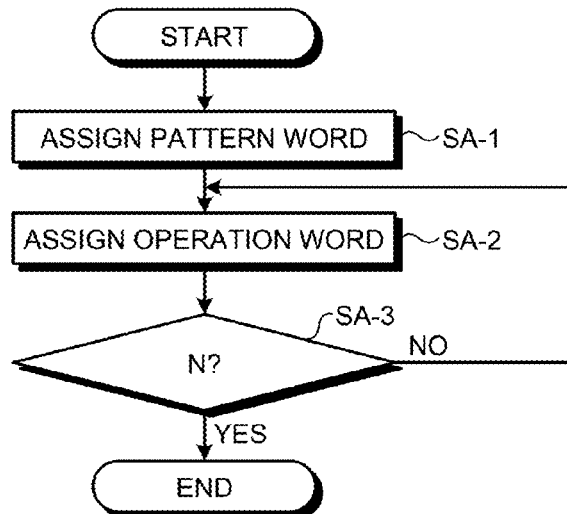 START
ASSIGN PATTERN WORD
SA-1
ASSIGN OPERATION WORD
SA-2
SA-3
N?
NO
YES
END